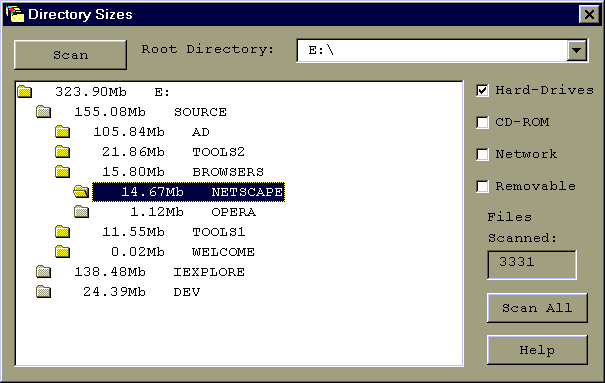 Directory Sizes
Scan Root Directory: E:\
323.90Mb E:
155.08Mb SOURCE
105.84Mb AD
21.86Mb TOOLS2
15.80Mb BROWSERS
14.67Mb NETSCAPE
1.12Mb OPERA
11.55Mb TOOLS1
0.02Mb WELCOME
138.48Mb IEXPLORE
24.39Mb DEV
Hard-Drives
CD-ROM
Network
Removable
Files
Scanned:
3331
Scan All
Help